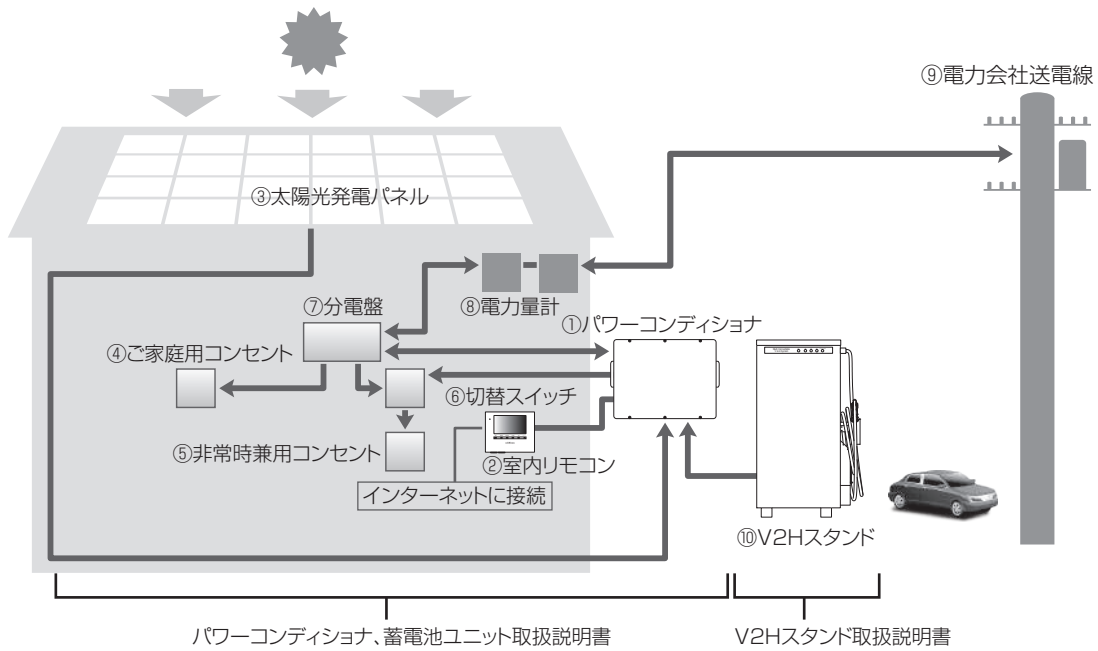 ⑨電力会社送電線
③太陽光発電パネル
⑦分電盤
⑧電力量計
①パワーコンディショナ
④ご家庭用コンセント
⑥切替スイッチ
⑤非常時兼用コンセント
②室内リモコン
インターネットに接続
⑩V2Hスタンド
パワーコンディショナ、蓄電池ユニット取扱説明書
V2Hスタンド取扱説明書